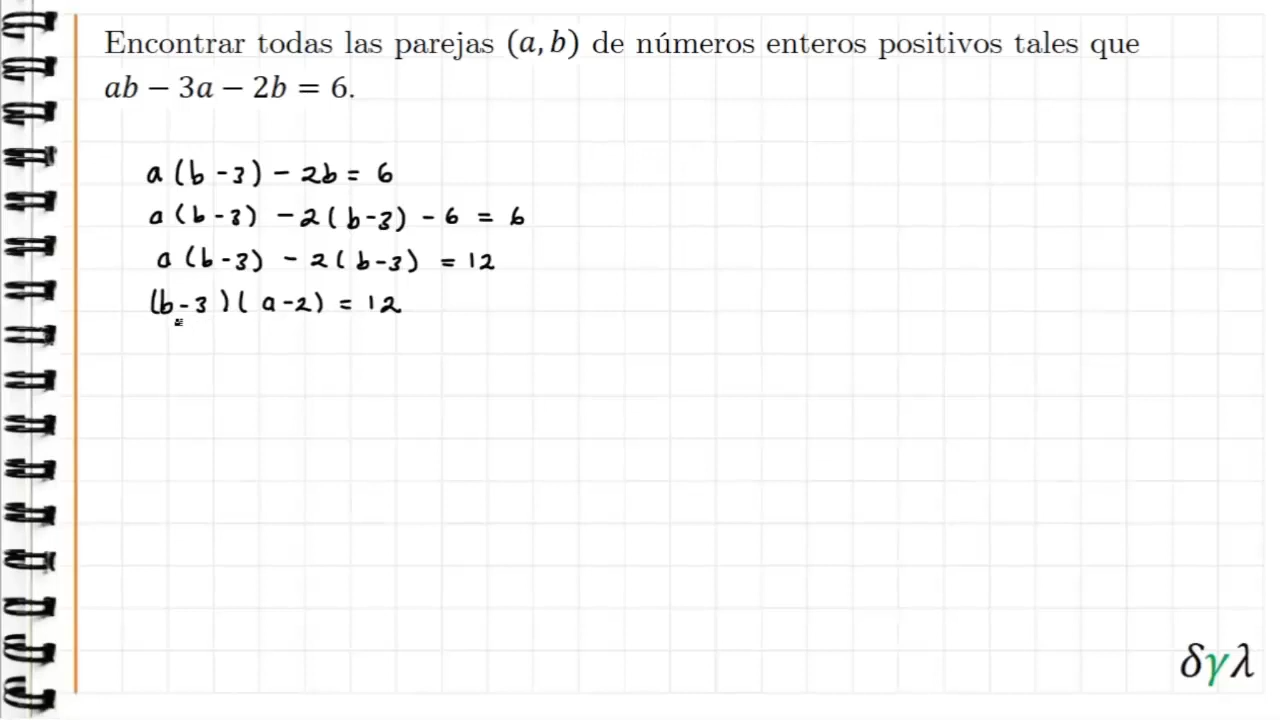 Encontrar todas las parejas (a, b) de números enteros positivos tales que
ab − 3a − 2b = 6.
a (b - 3) - 2b = 6
a (b - 3) - 2 (b - 3) - 6 = 6
a (b - 3) - 2 (b - 3) = 12
(b - 3) ( a - 2) = 12
δγλ